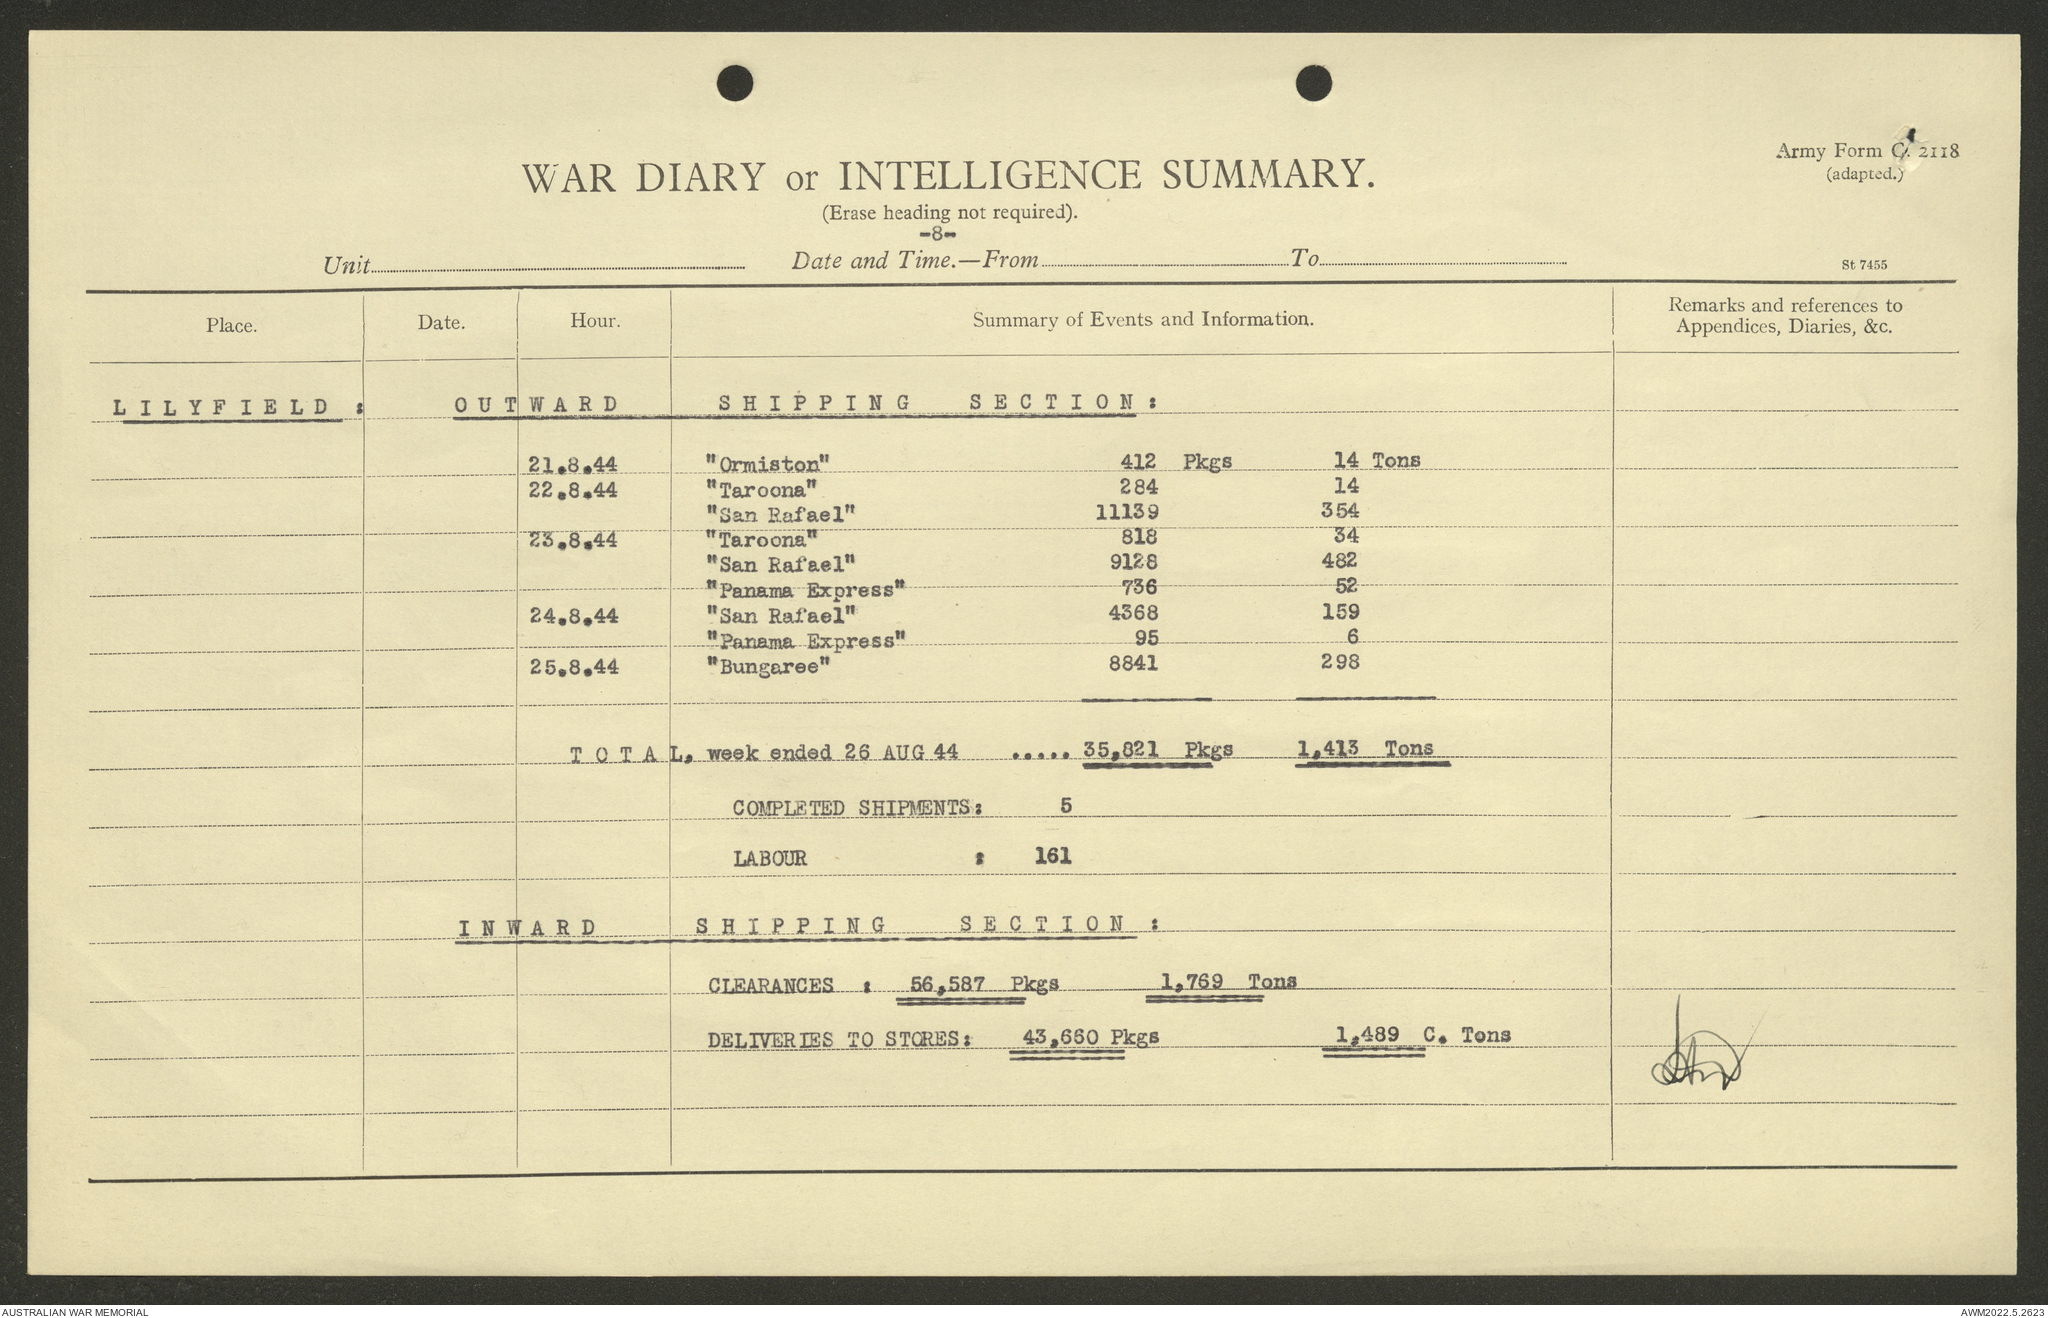 Army Form C. 2118
(adapted.)
WAR DIARY or INTELLIGENCE SUMMARY.
(Erase heading not required).
-8-
Unit Date and Time.—From To
St 7455
Place. Date. Hour. Summary of Events and Information. Remarks and references to
Appendices, Diaries, &c.
LILYFIELD : OUTWARD SHIPPING SECTION:
21.8.44 "Ormiston" 412 Pkgs 14 Tons
22.8.44 "Taroona" 284 14
"San Rafael" 11139 354
23.8.44 "Taroona" 818 34
"San Rafael" 9128 482
"Panama Express" 736 52
24.8.44 "San Rafael" 4368 159
"Panama Express" 95 6
25.8.44 "Bungaree" 8841 298
TOTAL, week ended 26 AUG 44 ..... 35,821 Pkgs 1,413 Tons
COMPLETED SHIPMENTS: 5
LABOUR : 161
INWARD SHIPPING SECTION :
CLEARANCES : 56,587 Pkgs 1,769 Tons
DELIVERIES TO STORES: 43,660 Pkgs 1,489 C. Tons
AUSTRALIAN WAR MEMORIAL AWM2022.5.2623